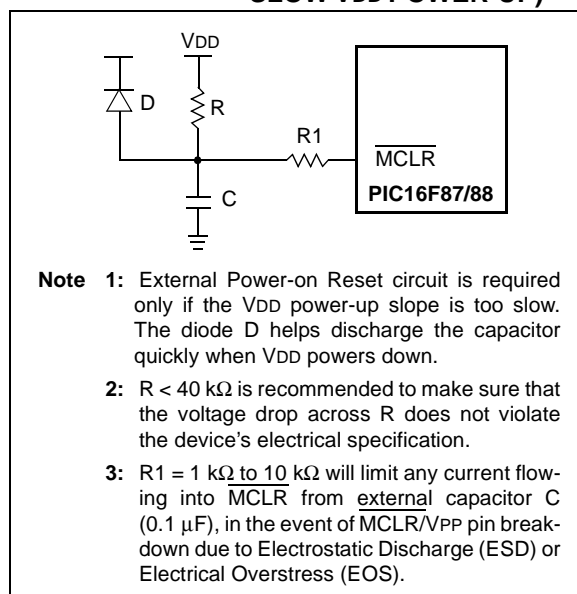 SLOW VDD POWER-UP)
VDD
D
R
R1
MCLR
PIC16F87/88
C
Note 1: External Power-on Reset circuit is required
only if the VDD power-up slope is too slow.
The diode D helps discharge the capacitor
quickly when VDD powers down.
2: R < 40 kΩ is recommended to make sure that
the voltage drop across R does not violate
the device's electrical specification.
3: R1 = 1 kΩ to 10 kΩ will limit any current flow-
ing into MCLR from external capacitor C
(0.1 μF), in the event of MCLR/VPP pin break-
down due to Electrostatic Discharge (ESD) or
Electrical Overstress (EOS).